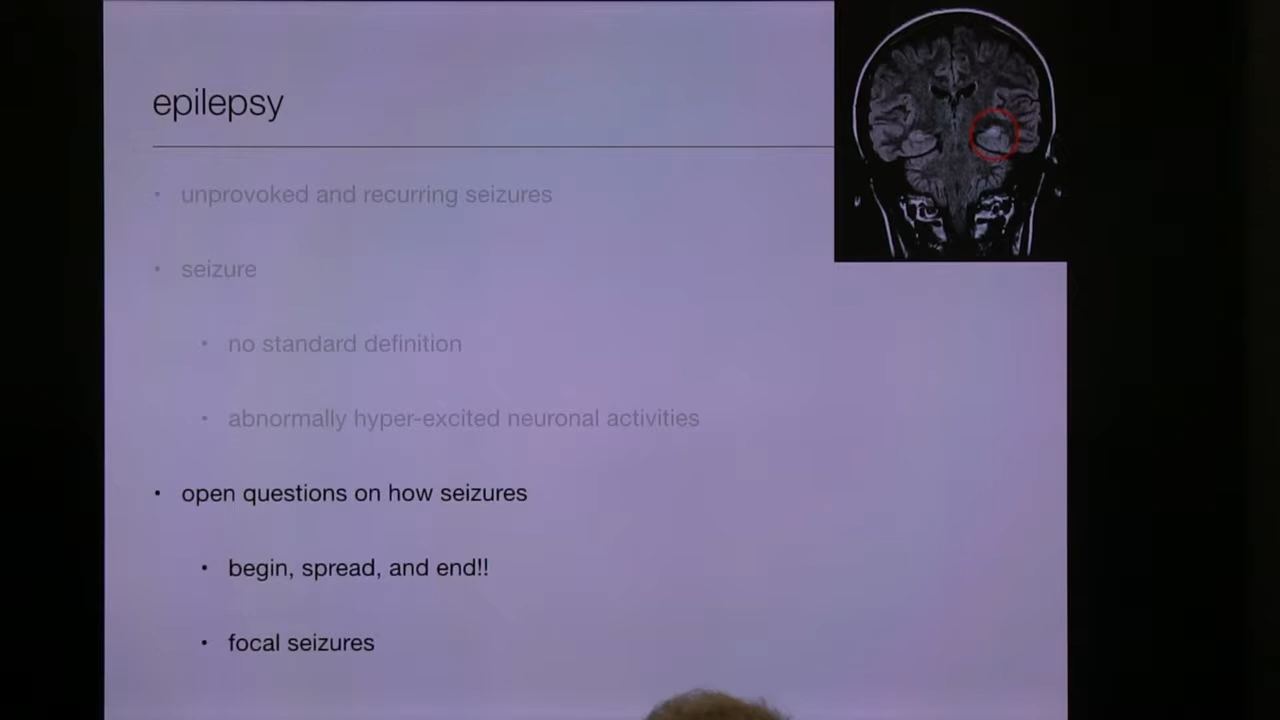 epilepsy
• unprovoked and recurring seizures
• seizure
• no standard definition
• abnormally hyper-excited neuronal activities
• open questions on how seizures
• begin, spread, and end!!
• focal seizures